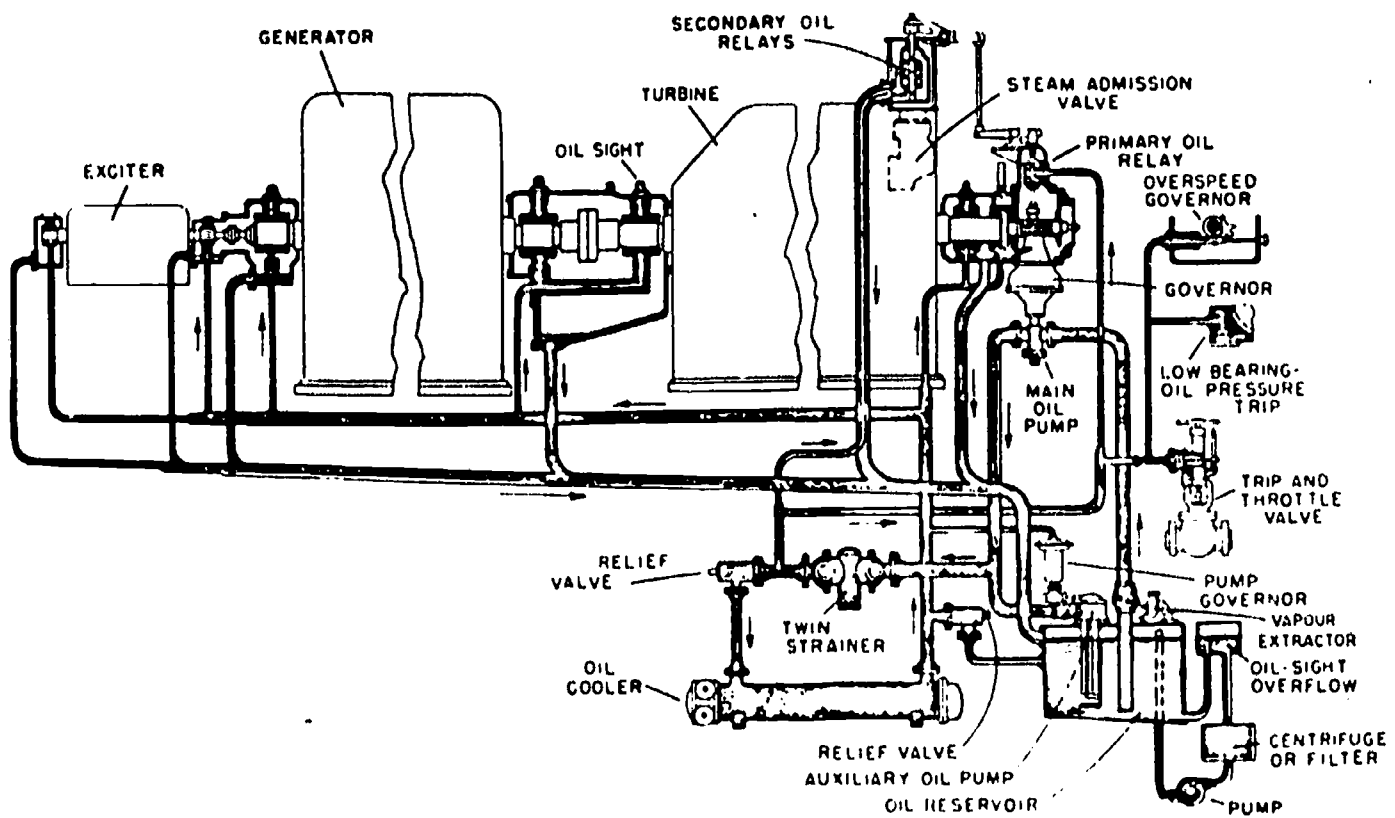 SECONDARY OIL
RELAYS
GENERATOR
STEAM ADMISSION
VALVE
TURBINE
OIL SIGHT
PRIMARY OIL
RELAY
EXCITER
OVERSPEED
GOVERNOR
GOVERNOR
LOW BEARING-
OIL PRESSURE
TRIP
MAIN
OIL
PUMP
TRIP AND
THROTTLE
VALVE
RELIEF
VALVE
PUMP
GOVERNOR
TWIN
STRAINER
VAPOUR
EXTRACTOR
OIL-SIGHT
OVERFLOW
OIL
COOLER
CENTRIFUGE
OR FILTER
RELIEF VALVE
AUXILIARY OIL PUMP
OIL RESERVOIR
PUMP